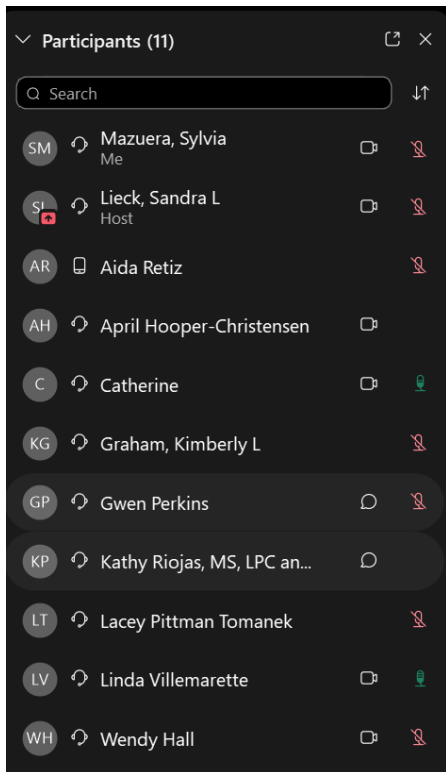 Participants (11)
Search
SM Mazuera, Sylvia
Me
SL Lieck, Sandra L
Host
AR Aida Retiz
AH April Hooper-Christensen
C Catherine
KG Graham, Kimberly L
GP Gwen Perkins
KP Kathy Riojas, MS, LPC an...
LT Lacey Pittman Tomanek
LV Linda Villemarette
WH Wendy Hall